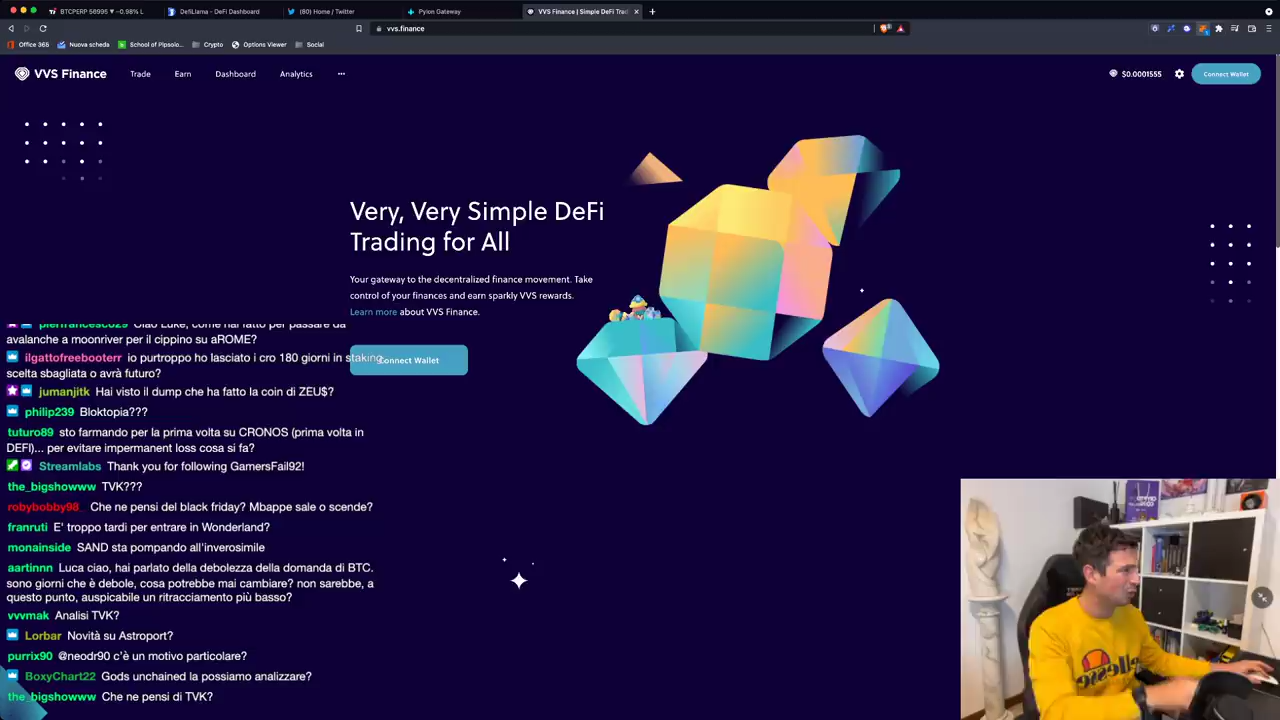 BTCPERP 58995 ▼ −0.98% L
DefiLlama - DeFi Dashboard
(80) Home / Twitter
Pylon Gateway
VVS Finance | Simple DeFi Trad
vvs.finance
Office 365
Nuova scheda
School of Pipsolo...
Crypto
Options Viewer
Social
VVS Finance
Trade
Earn
Dashboard
Analytics
$0.0001555
Connect Wallet
Very, Very Simple DeFi
Trading for All
Your gateway to the decentralized finance movement. Take
control of your finances and earn sparkly VVS rewards.
Learn more about VVS Finance.
Connect Wallet
pierfrancesco29 Ciao Luke, come hai fatto per passare da
avalanche a moonriver per il cippino su aROME?
ilgattofreebooterr io purtroppo ho lasciato i cro 180 giorni in staking
scelta sbagliata o avrà futuro?
jumanjitk Hai visto il dump che ha fatto la coin di ZEU$?
philip239 Bloktopia???
tuturo89 sto farmando per la prima volta su CRONOS (prima volta in
DEFI)... per evitare impermanent loss cosa si fa?
Streamlabs Thank you for following GamersFail92!
the_bigshowww TVK???
robybobby98_ Che ne pensi del black friday? Mbappe sale o scende?
franruti E' troppo tardi per entrare in Wonderland?
monainside SAND sta pompando all'inverosimile
aartinnn Luca ciao, hai parlato della debolezza della domanda di BTC.
sono giorni che è debole, cosa potrebbe mai cambiare? non sarebbe, a
questo punto, auspicabile un ritracciamento più basso?
vvvmak Analisi TVK?
Lorbar Novità su Astroport?
purrix90 @neodr90 c'è un motivo particolare?
BoxyChart22 Gods unchained la possiamo analizzare?
the_bigshowww Che ne pensi di TVK?
ellesse